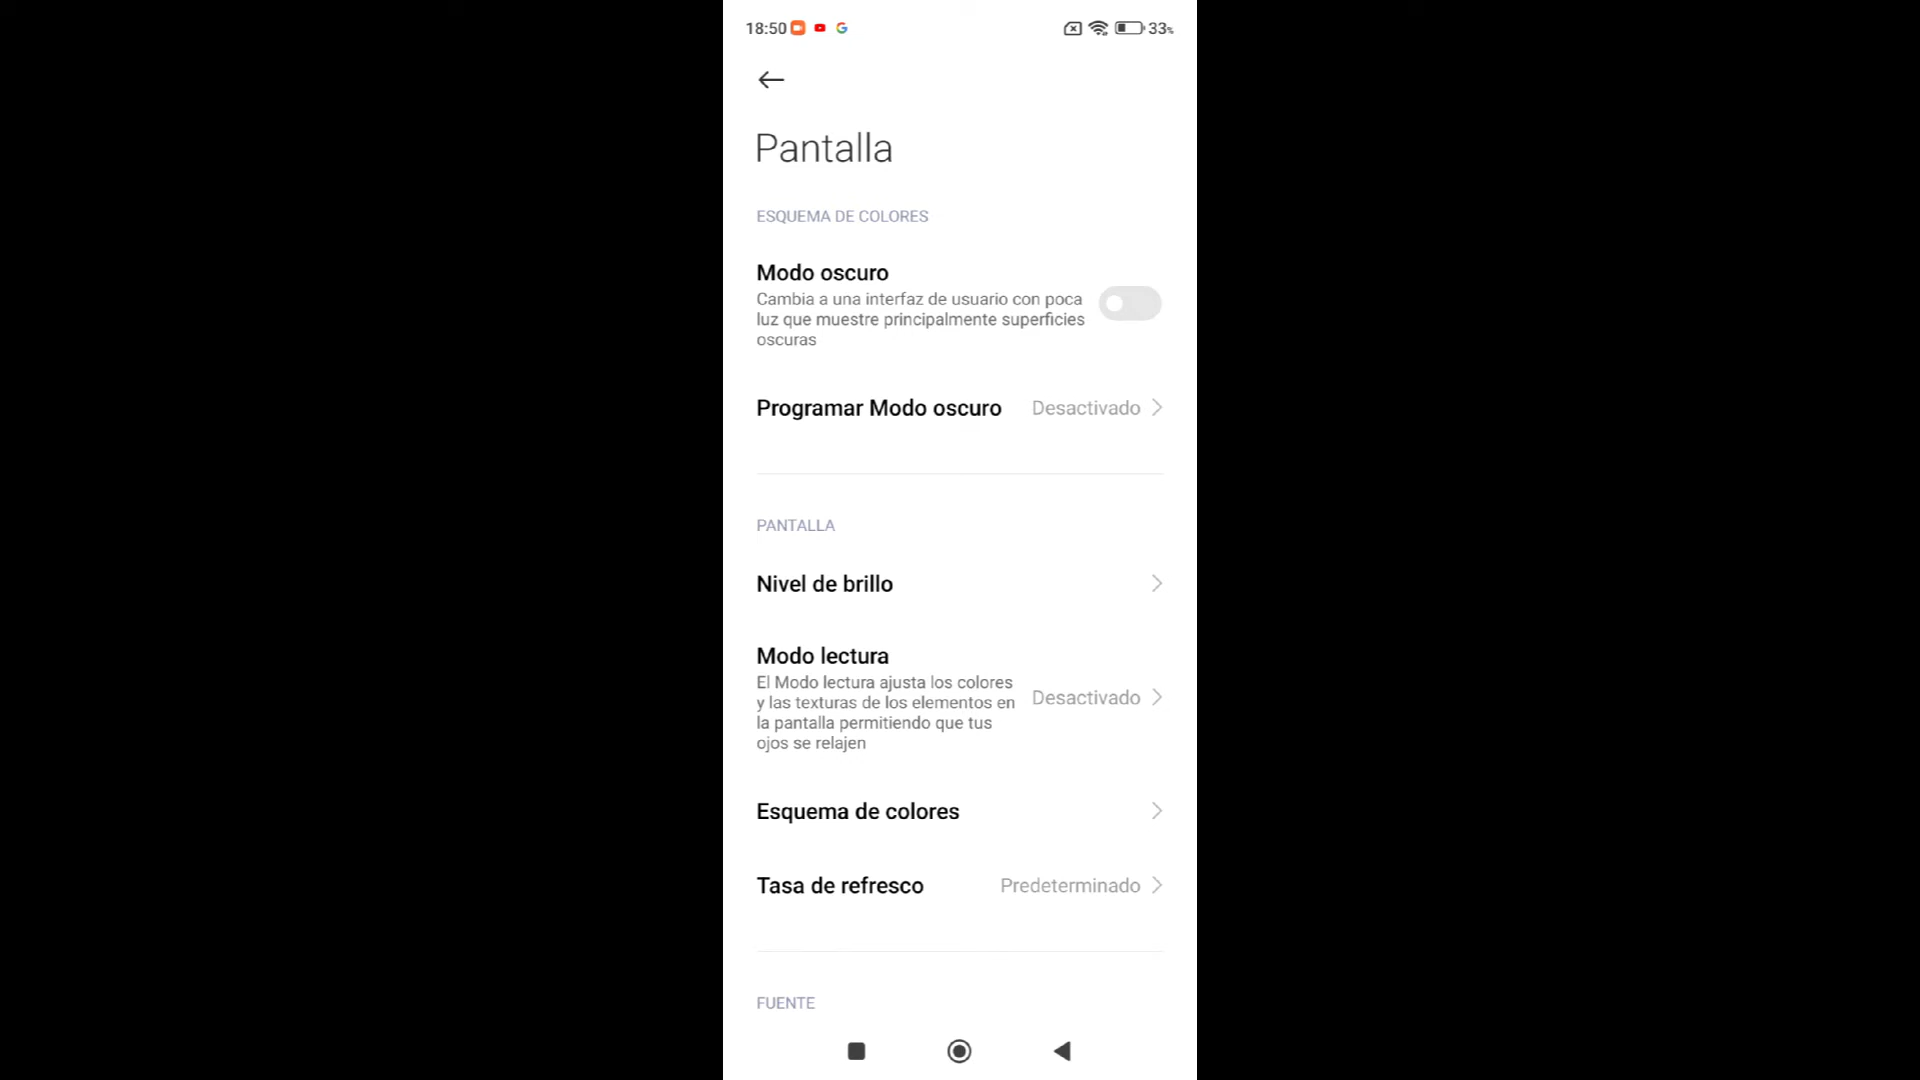 18:50 33%
Pantalla
ESQUEMA DE COLORES
Modo oscuro
Cambia a una interfaz de usuario con poca
luz que muestre principalmente superficies
oscuras
Programar Modo oscuro Desactivado
PANTALLA
Nivel de brillo
Modo lectura
El Modo lectura ajusta los colores
y las texturas de los elementos en
la pantalla permitiendo que tus
ojos se relajen
Desactivado
Esquema de colores
Tasa de refresco Predeterminado
FUENTE